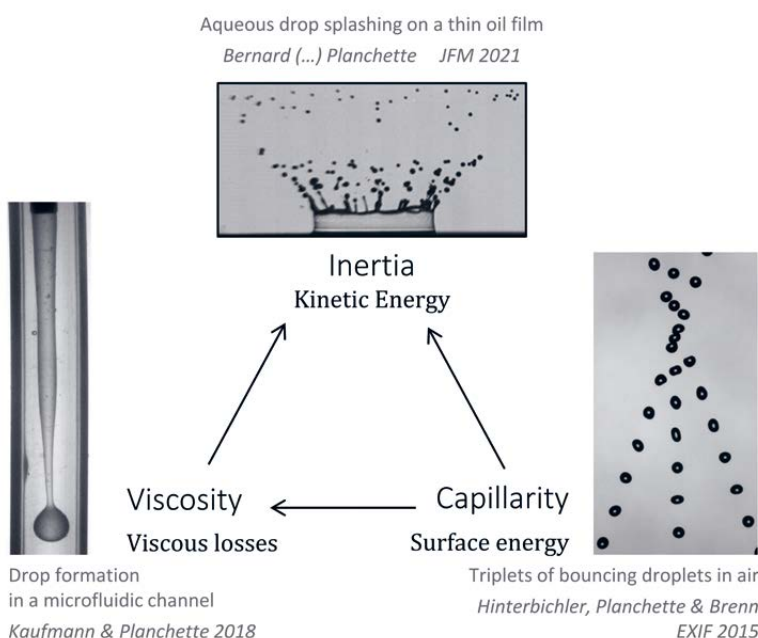 Aqueous drop splashing on a thin oil film
Bernard (...) Planchette JFM 2021
Inertia
Kinetic Energy
Viscosity
Capillarity
Viscous losses
Surface energy
Drop formation
in a microfluidic channel
Kaufmann & Planchette 2018
Triplets of bouncing droplets in air
Hinterbichler, Planchette & Brenn
EXIF 2015